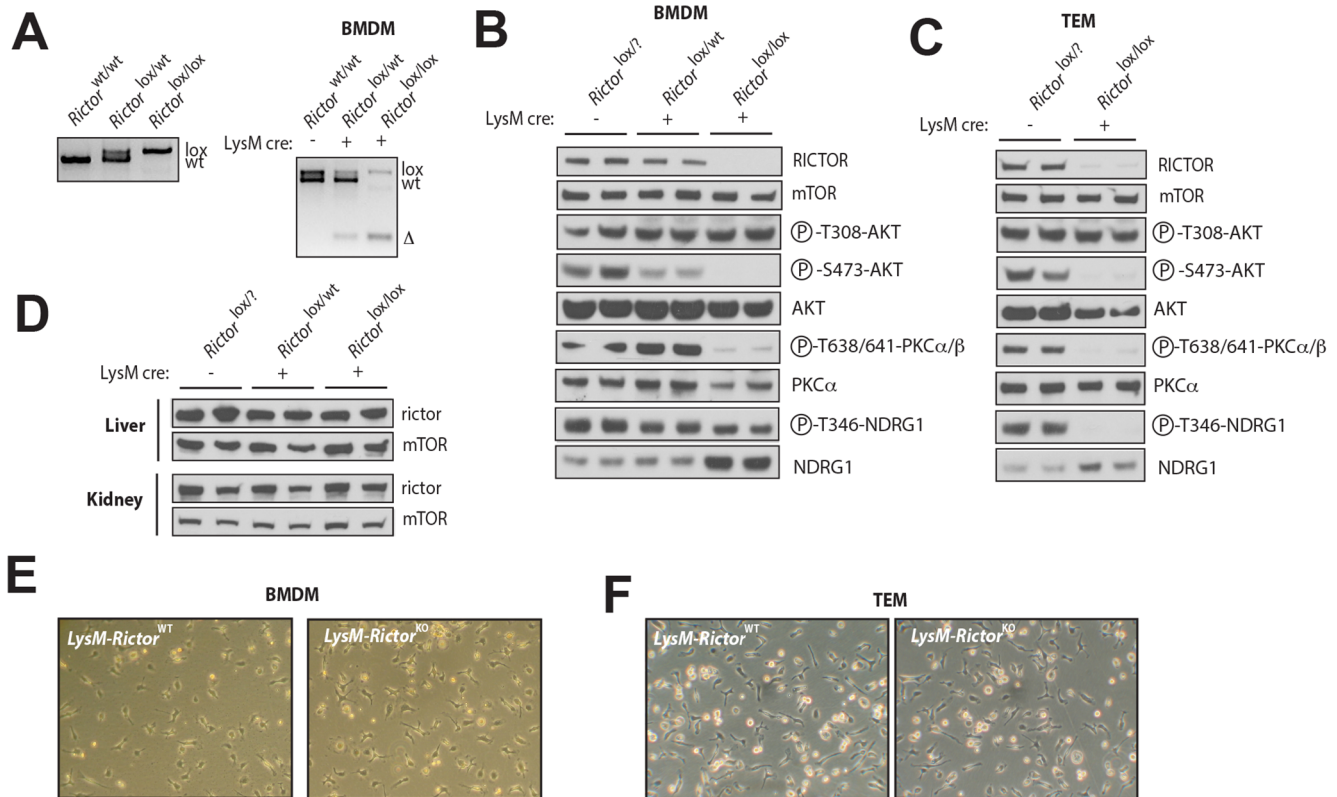 A
Rictor wt/wt
Rictor lox/wt
Rictor lox/lox
lox
wt
BMDM
Rictor wt/wt
Rictor lox/wt
Rictor lox/lox
LysM cre: - + +
lox
wt
Δ
B
BMDM
Rictor lox/?
Rictor lox/wt
Rictor lox/lox
LysM cre: - + +
RICTOR
mTOR
Ⓟ-T308-AKT
Ⓟ-S473-AKT
AKT
Ⓟ-T638/641-PKCα/β
PKCα
Ⓟ-T346-NDRG1
NDRG1
C
TEM
Rictor lox/?
Rictor lox/lox
LysM cre: - +
RICTOR
mTOR
Ⓟ-T308-AKT
Ⓟ-S473-AKT
AKT
Ⓟ-T638/641-PKCα/β
PKCα
Ⓟ-T346-NDRG1
NDRG1
D
Rictor lox/?
Rictor lox/wt
Rictor lox/lox
LysM cre: - + +
Liver
rictor
mTOR
Kidney
rictor
mTOR
E
BMDM
LysM-Rictor WT
LysM-Rictor KO
F
TEM
LysM-Rictor WT
LysM-Rictor KO